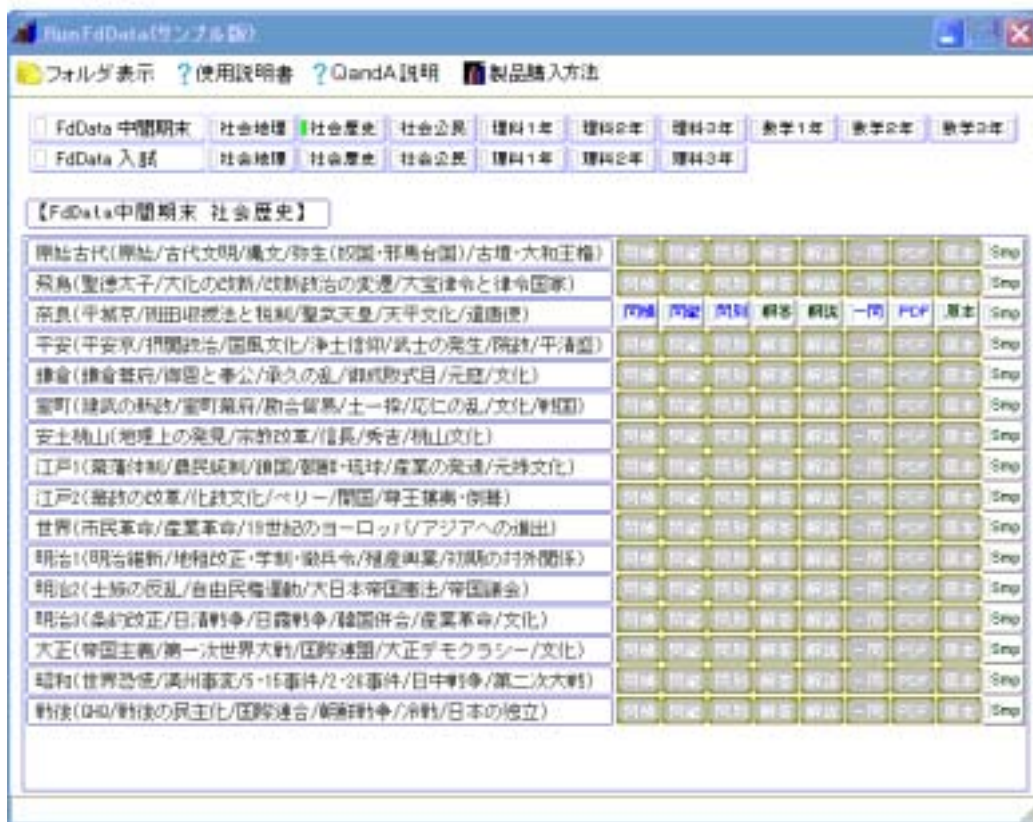 RunFdData(サンプル版)
フォルダ表示 ?使用説明書 ?QandA説明 製品購入方法
FdData 中間期末 社会地理 社会歴史 社会公民 理科1年 理科2年 理科3年 数学1年 数学2年 数学3年
FdData 入試 社会地理 社会歴史 社会公民 理科1年 理科2年 理科3年
【FdData中間期末 社会歴史】
原始古代(原始/古代文明/縄文/弥生(奴国・邪馬台国)/古墳・大和王権) Smp
飛鳥(聖徳太子/大化の改新/改新政治の変遷/大宝律令と律令国家) Smp
奈良(平城京/班田収授法と税制/聖武天皇/天平文化/遣唐使) 問縦 問別 解答 解説 一問 PDF 原本 Smp
平安(平安京/摂関政治/国風文化/浄土信仰/武士の発生/院政/平清盛) Smp
鎌倉(鎌倉幕府/御恩と奉公/承久の乱/御成敗式目/元寇/文化) Smp
室町(建武の新政/室町幕府/勘合貿易/土一揆/応仁の乱/文化/戦国) Smp
安土桃山(地理上の発見/宗教改革/信長/秀吉/桃山文化) Smp
江戸1(幕藩体制/農民統制/鎖国/朝鮮・琉球/産業の発達/元禄文化) Smp
江戸2(幕政の改革/化政文化/ペリー/開国/尊王攘夷・倒幕) Smp
世界(市民革命/産業革命/19世紀のヨーロッパ/アジアへの進出) Smp
明治1(明治維新/地租改正・学制・徴兵令/殖産興業/初期の対外関係) Smp
明治2(士族の反乱/自由民権運動/大日本帝国憲法/帝国議会) Smp
明治3(条約改正/日清戦争/日露戦争/韓国併合/産業革命/文化) Smp
大正(帝国主義/第一次世界大戦/国際連盟/大正デモクラシー/文化) Smp
昭和(世界恐慌/満州事変/5・15事件/2・26事件/日中戦争/第二次大戦) Smp
戦後(GHQ/戦後の民主化/国際連合/朝鮮戦争/冷戦/日本の独立) Smp